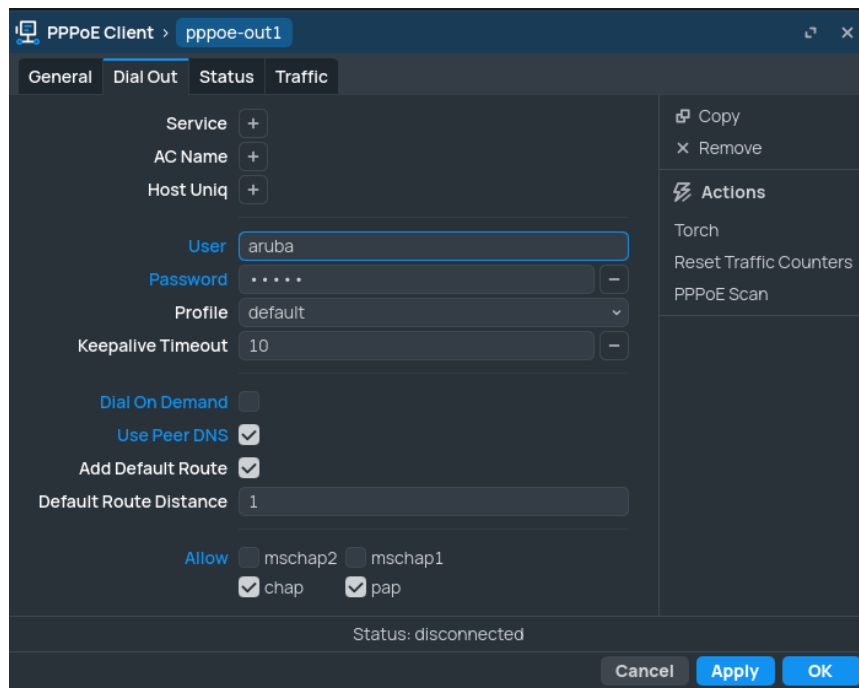 PPPoE Client › pppoe-out1
General Dial Out Status Traffic
Service +
AC Name +
Host Uniq +
User aruba
Password •••••
Profile default
Keepalive Timeout 10
Dial On Demand
Use Peer DNS
Add Default Route
Default Route Distance 1
Allow mschap2 mschap1
chap pap
Copy
Remove
Actions
Torch
Reset Traffic Counters
PPPoE Scan
Status: disconnected
Cancel Apply OK